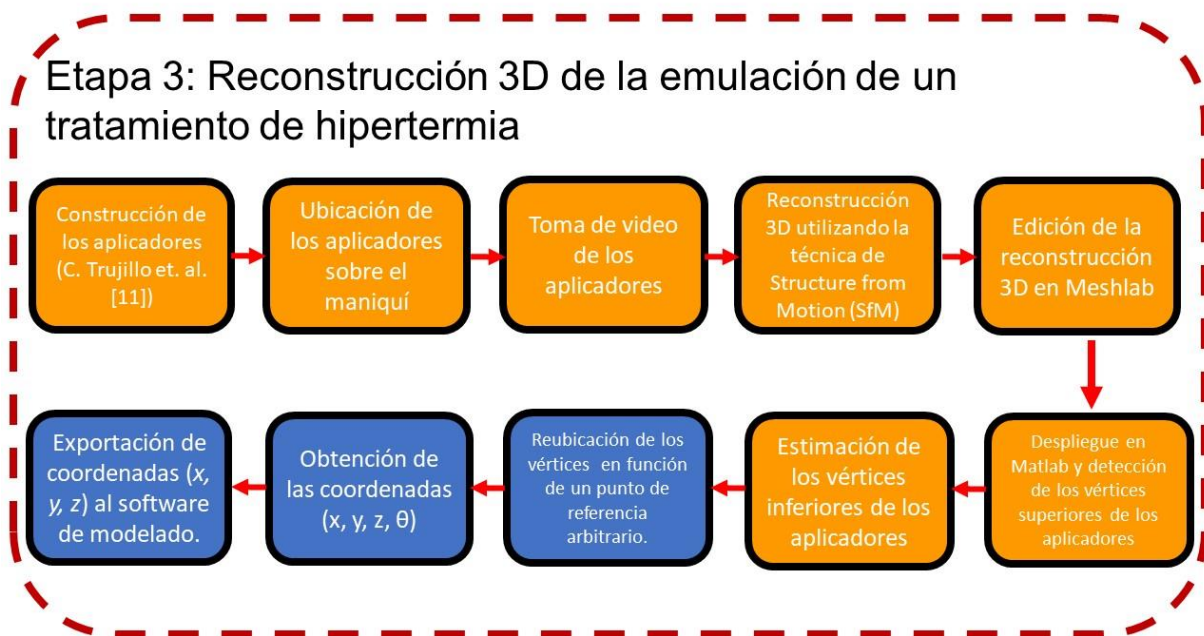 Etapa 3: Reconstrucción 3D de la emulación de un
tratamiento de hipertermia
Construcción de
los aplicadores
(C. Trujillo et. al.
[11])
Ubicación de
los aplicadores
sobre el
maniquí
Toma de video
de los
aplicadores
Reconstrucción
3D utilizando la
técnica de
Structure from
Motion (SfM)
Edición de la
reconstrucción
3D en Meshlab
Despliegue en
Matlab y detección
de los vértices
superiores de los
aplicadores
Estimación de
los vértices
inferiores de los
aplicadores
Reubicación de los
vértices en función
de un punto de
referencia
arbitrario.
Obtención de
las coordenadas
(x, y, z, θ)
Exportación de
coordenadas (x,
y, z) al software
de modelado.